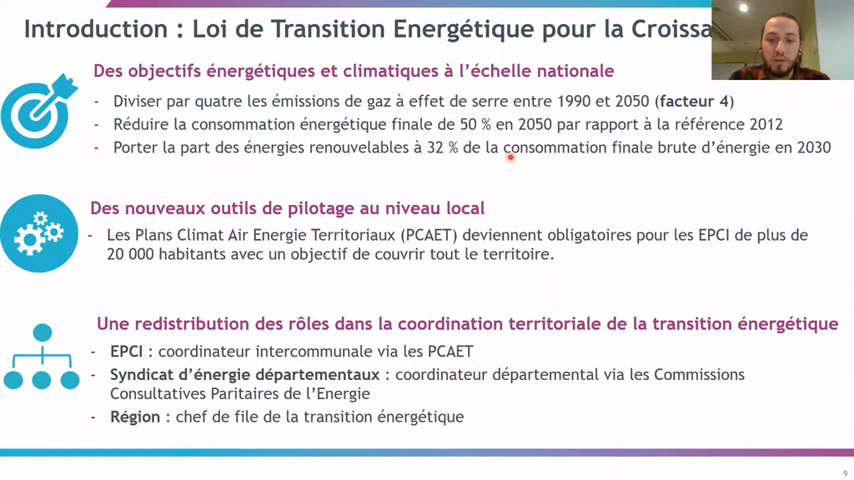 Introduction : Loi de Transition Energétique pour la Croissa
Des objectifs énergétiques et climatiques à l'échelle nationale
- Diviser par quatre les émissions de gaz à effet de serre entre 1990 et 2050 (facteur 4)
- Réduire la consommation énergétique finale de 50 % en 2050 par rapport à la référence 2012
- Porter la part des énergies renouvelables à 32 % de la consommation finale brute d'énergie en 2030
Des nouveaux outils de pilotage au niveau local
- Les Plans Climat Air Energie Territoriaux (PCAET) deviennent obligatoires pour les EPCI de plus de
20 000 habitants avec un objectif de couvrir tout le territoire.
Une redistribution des rôles dans la coordination territoriale de la transition énergétique
- EPCI : coordinateur intercommunale via les PCAET
- Syndicat d'énergie départementaux : coordinateur départemental via les Commissions
Consultatives Paritaires de l'Energie
- Région : chef de file de la transition énergétique
9